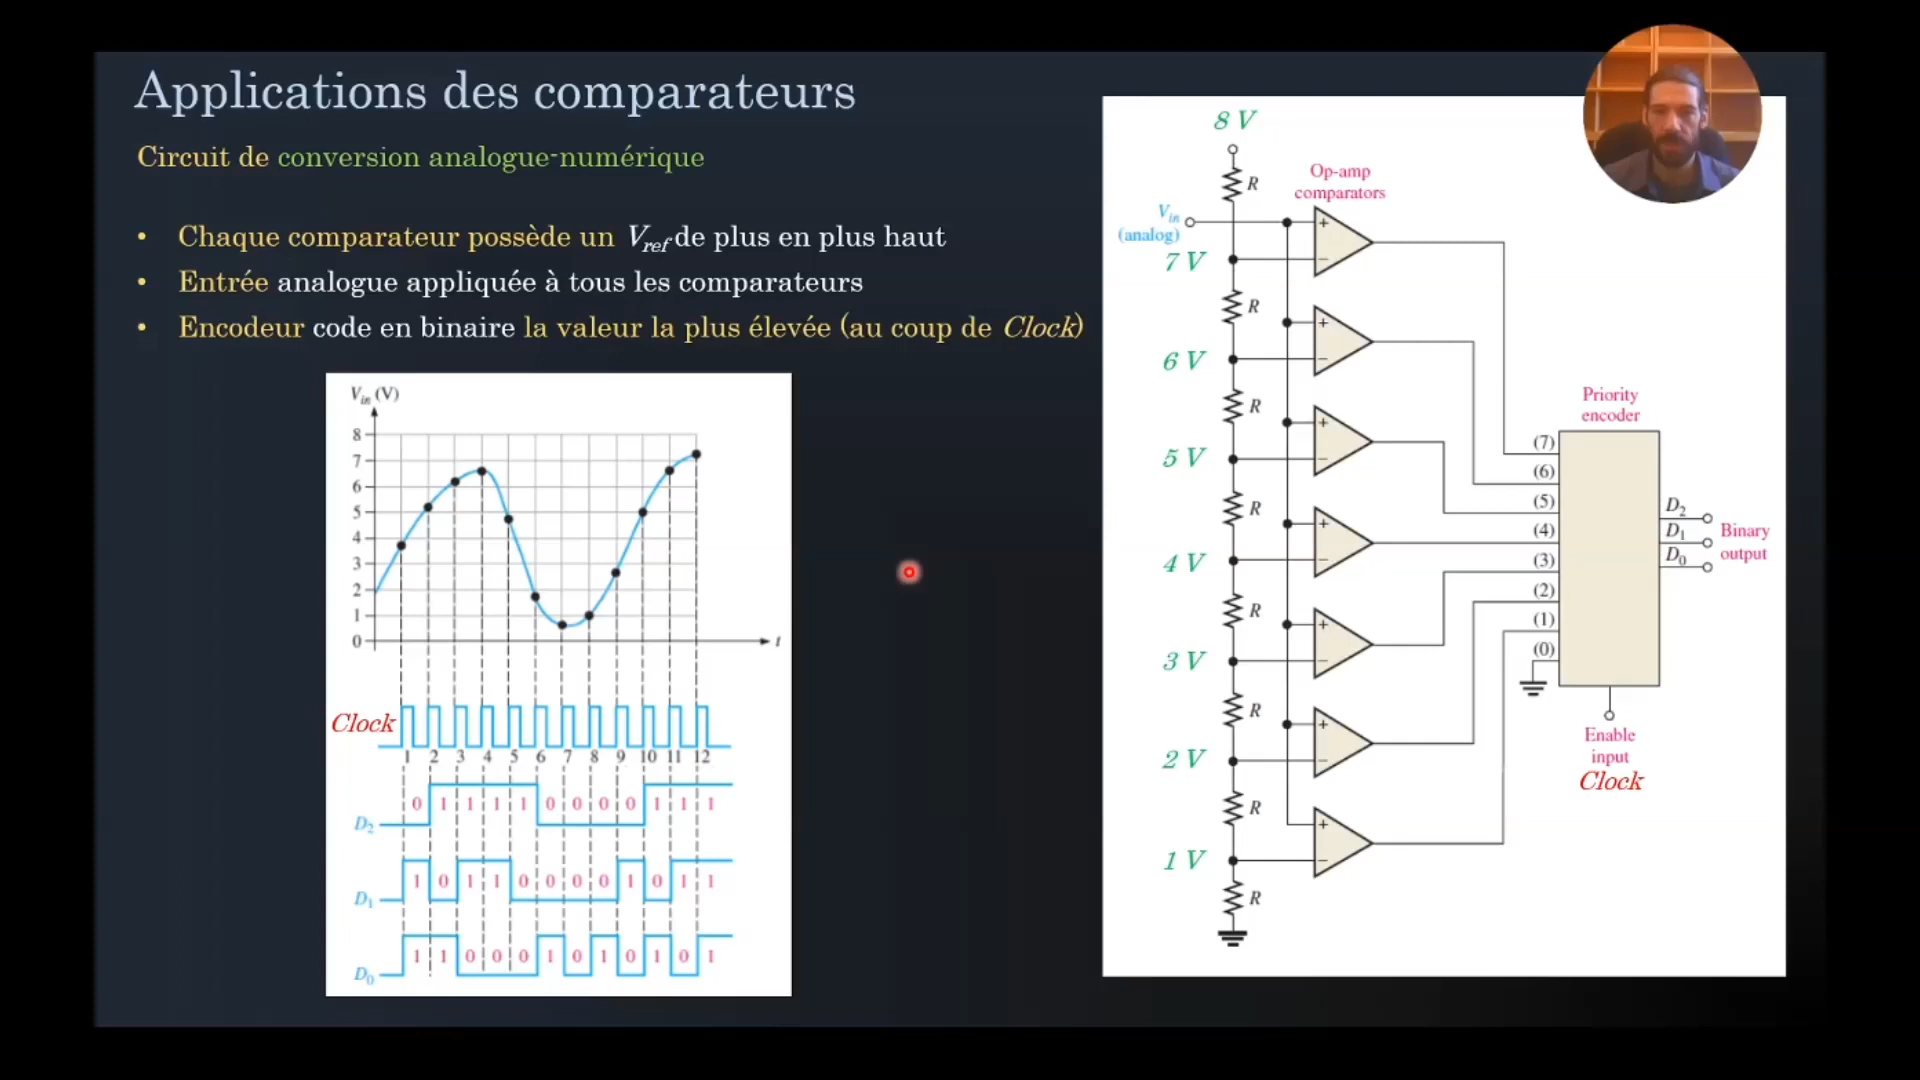 Applications des comparateurs
Circuit de conversion analogue-numérique
• Chaque comparateur possède un Vref de plus en plus haut
• Entrée analogue appliquée à tous les comparateurs
• Encodeur code en binaire la valeur la plus élevée (au coup de Clock)
Vin (V)
8
7
6
5
4
3
2
1
0
t
Clock
1 2 3 4 5 6 7 8 9 10 11 12
D2 0 1 1 1 1 0 0 0 0 1 1 1
D1 1 0 1 1 0 0 0 0 1 0 1 1
D0 1 1 0 0 0 1 0 1 0 1 0 1
8 V
R
Op-amp
comparators
Vin
(analog)
+
7 V
−
R
+
6 V
−
R
+
5 V
−
R
+
4 V
−
R
+
3 V
−
R
+
2 V
−
R
+
1 V
−
R
Priority
encoder
(7)
(6)
(5)
(4)
(3)
(2)
(1)
(0)
D2
D1
D0
Binary
output
Enable
input
Clock